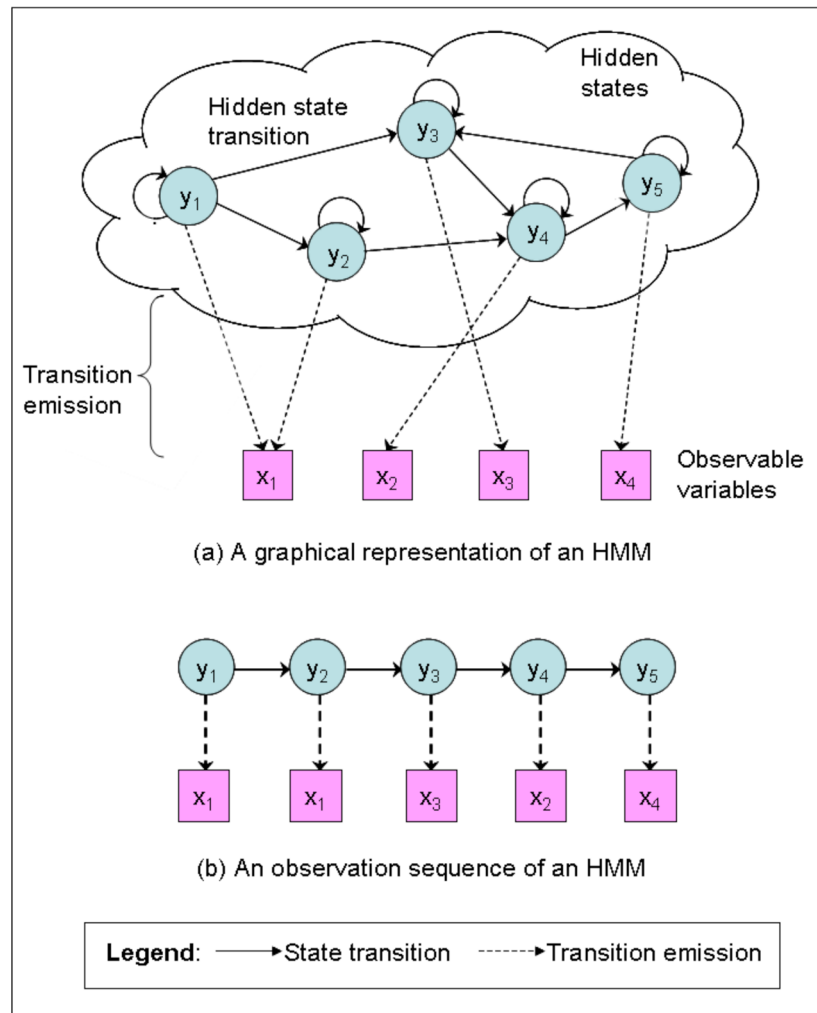 Hidden
states
Hidden state
transition
y₃
y₁
y₅
y₂
y₄
Transition
emission
x₁ x₂ x₃ x₄
Observable
variables
(a) A graphical representation of an HMM
y₁ y₂ y₃ y₄ y₅
x₁ x₁ x₃ x₂ x₄
(b) An observation sequence of an HMM
Legend: State transition Transition emission